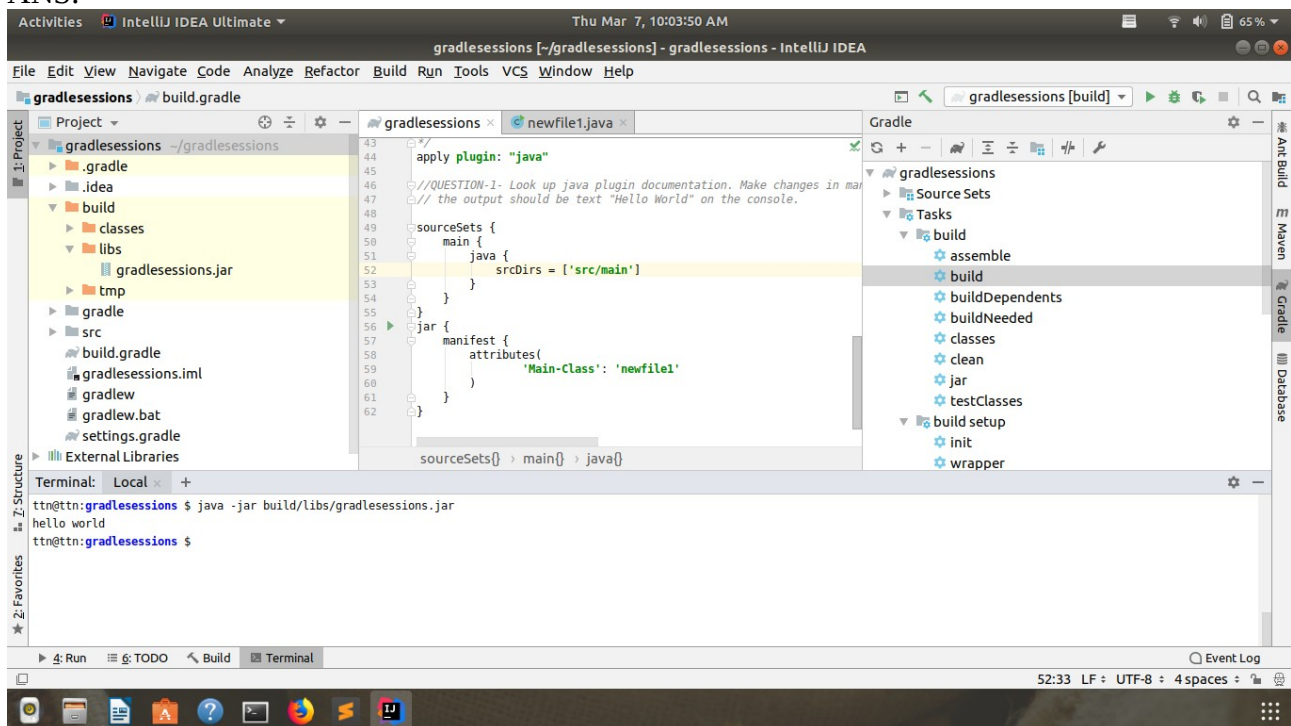 ANS:
Activities IntelliJ IDEA Ultimate Thu Mar 7, 10:03:50 AM 65 %
gradlesessions [~/gradlesessions] - gradlesessions - IntelliJ IDEA
File Edit View Navigate Code Analyze Refactor Build Run Tools VCS Window Help
gradlesessions build.gradle gradlesessions [build]
1: Project
Project
gradlesessions ~/gradlesessions
.gradle
.idea
build
classes
libs
gradlesessions.jar
tmp
gradle
src
build.gradle
gradlesessions.iml
gradlew
gradlew.bat
settings.gradle
External Libraries
gradlesessions newfile1.java
43 */
44 apply plugin: "java"
45
46 //QUESTION-1- Look up java plugin documentation. Make changes in mar
47 // the output should be text "Hello World" on the console.
48
49 sourceSets {
50 main {
51 java {
52 srcDirs = ['src/main']
53 }
54 }
55 }
56 jar {
57 manifest {
58 attributes(
59 'Main-Class': 'newfile1'
60 )
61 }
62 }
sourceSets{} › main{} › java{}
Gradle
gradlesessions
Source Sets
Tasks
build
assemble
build
buildDependents
buildNeeded
classes
clean
jar
testClasses
build setup
init
wrapper
Ant Build
m Maven
Gradle
Database
7: Structure
2: Favorites
Terminal: Local +
ttn@ttn:gradlesessions $ java -jar build/libs/gradlesessions.jar
hello world
ttn@ttn:gradlesessions $
4: Run 6: TODO Build Terminal Event Log
52:33 LF UTF-8 4 spaces